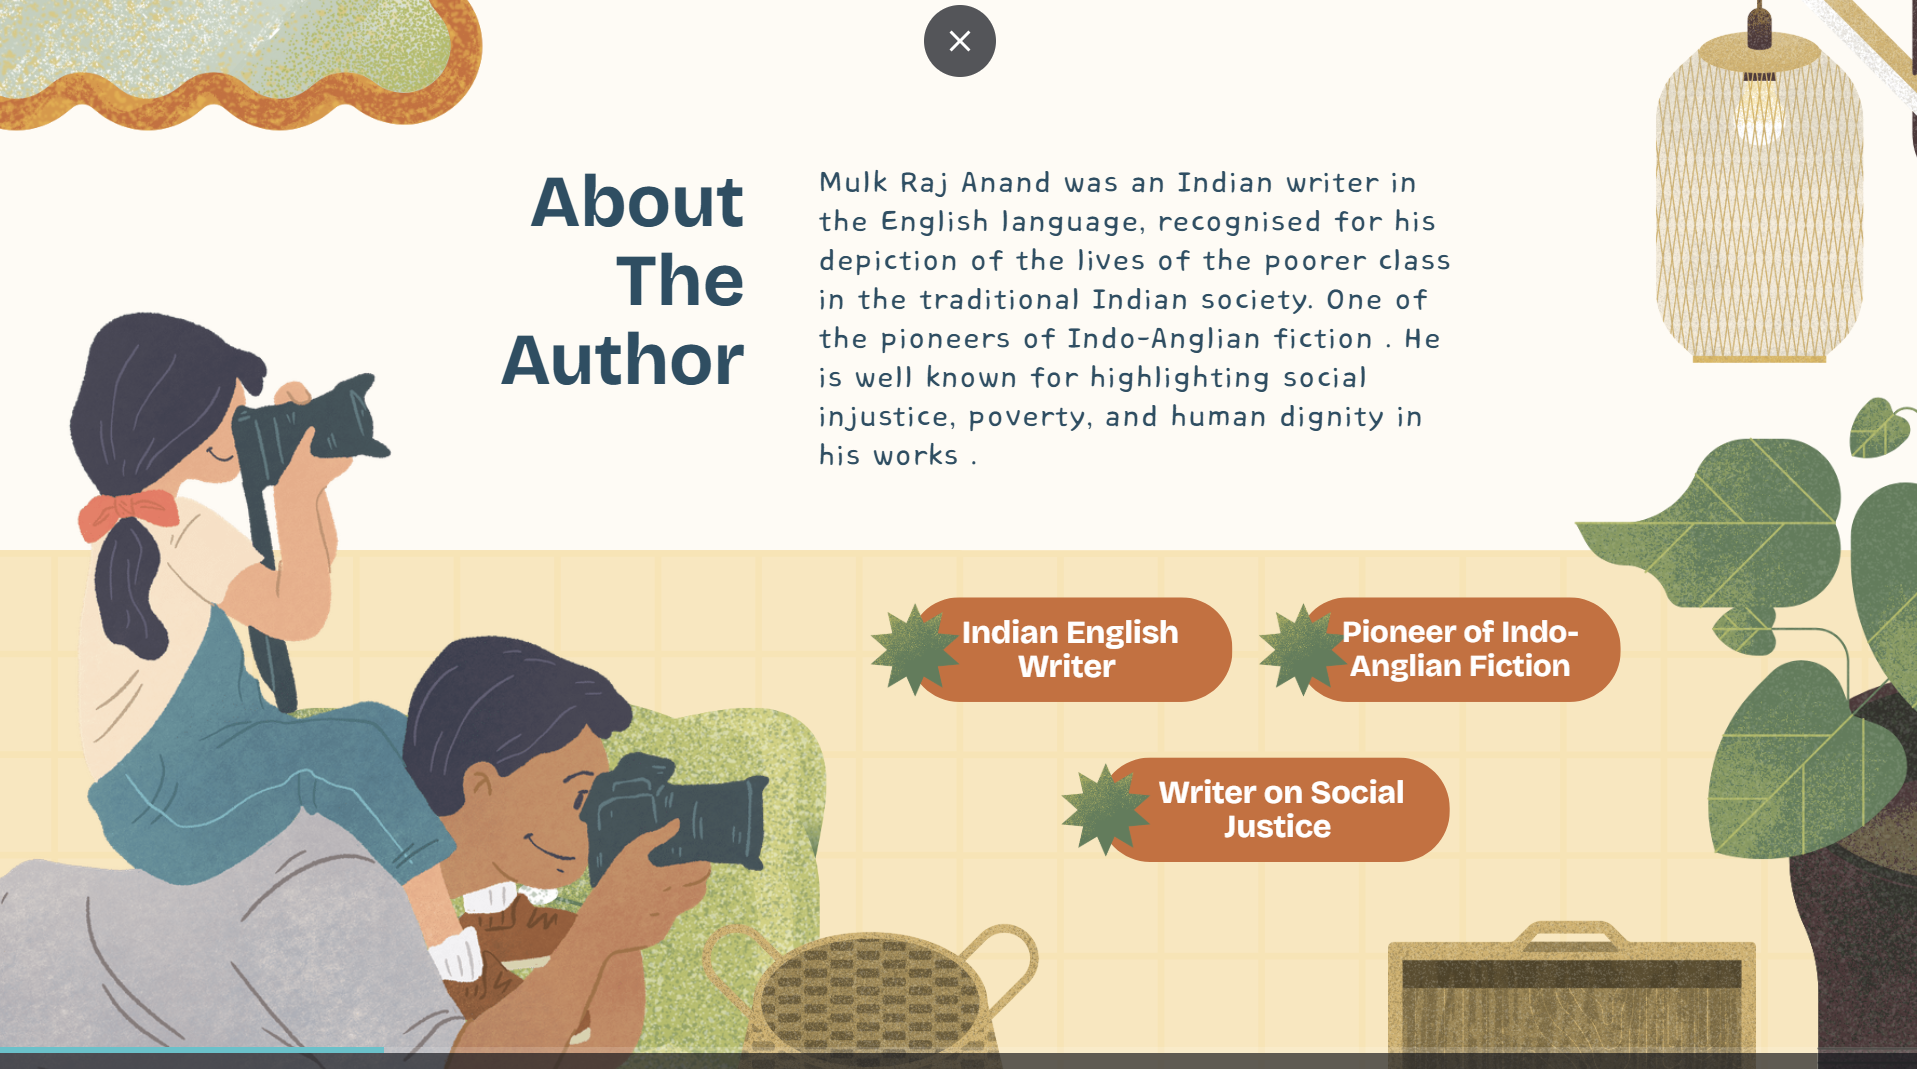 About
The
Author
Mulk Raj Anand was an Indian writer in
the English language, recognised for his
depiction of the lives of the poorer class
in the traditional Indian society. One of
the pioneers of Indo-Anglian fiction . He
is well known for highlighting social
injustice, poverty, and human dignity in
his works .
Indian English
Writer
Pioneer of Indo-
Anglian Fiction
Writer on Social
Justice